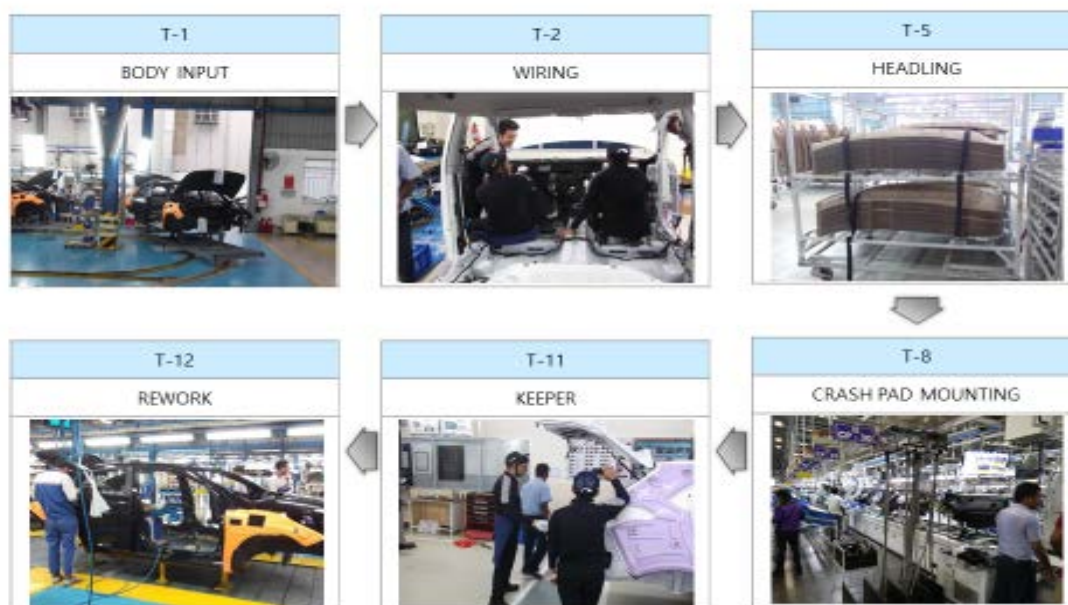 T-1
BODY INPUT
T-2
WIRING
T-5
HEADLING
T-8
CRASH PAD MOUNTING
T-11
KEEPER
T-12
REWORK